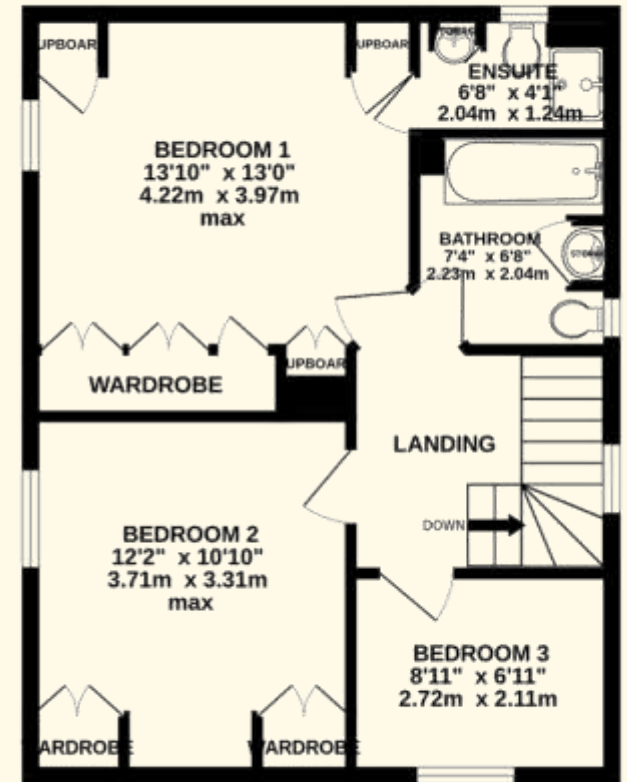 UPBOAR
UPBOAR
ENSUITE
6'8" x 4'1"
2.04m x 1.24m
BEDROOM 1
13'10" x 13'0"
4.22m x 3.97m
max
BATHROOM
7'4" x 6'8"
2.23m x 2.04m
UPBOAR
WARDROBE
LANDING
DOWN
BEDROOM 2
12'2" x 10'10"
3.71m x 3.31m
max
BEDROOM 3
8'11" x 6'11"
2.72m x 2.11m
WARDROBE
WARDROBE